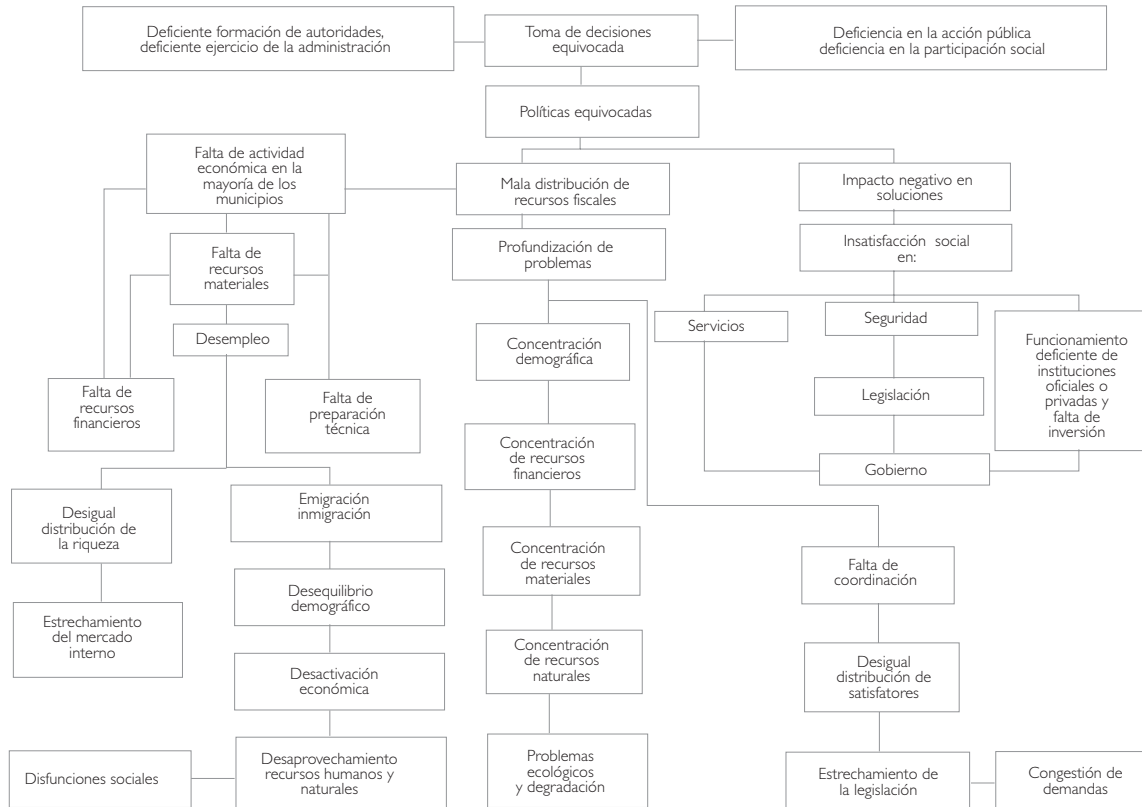 Deficiente formación de autoridades,
deficiente ejercicio de la administración
Toma de decisiones
equivocada
Deficiencia en la acción pública
deficiencia en la participación social
Políticas equivocadas
Falta de actividad
económica en la
mayoría de los
municipios
Mala distribución de
recursos fiscales
Impacto negativo en
soluciones
Falta de
recursos
materiales
Profundización de
problemas
Insatisfacción social
en:
Desempleo
Concentración
demográfica
Servicios
Seguridad
Funcionamiento
deficiente de
instituciones
oficiales o
privadas y
falta de
inversión
Falta de
recursos
financieros
Falta de
preparación
técnica
Legislación
Concentración
de recursos
financieros
Gobierno
Desigual
distribución de
la riqueza
Emigración
inmigración
Concentración
de recursos
materiales
Falta de
coordinación
Estrechamiento
del mercado
interno
Desequilibrio
demográfico
Concentración
de recursos
naturales
Desigual
distribución de
satisfatores
Desactivación
económica
Disfunciones sociales
Desaprovechamiento
recursos humanos y
naturales
Problemas
ecológicos
y degradación
Estrechamiento de
la legislación
Congestión de
demandas